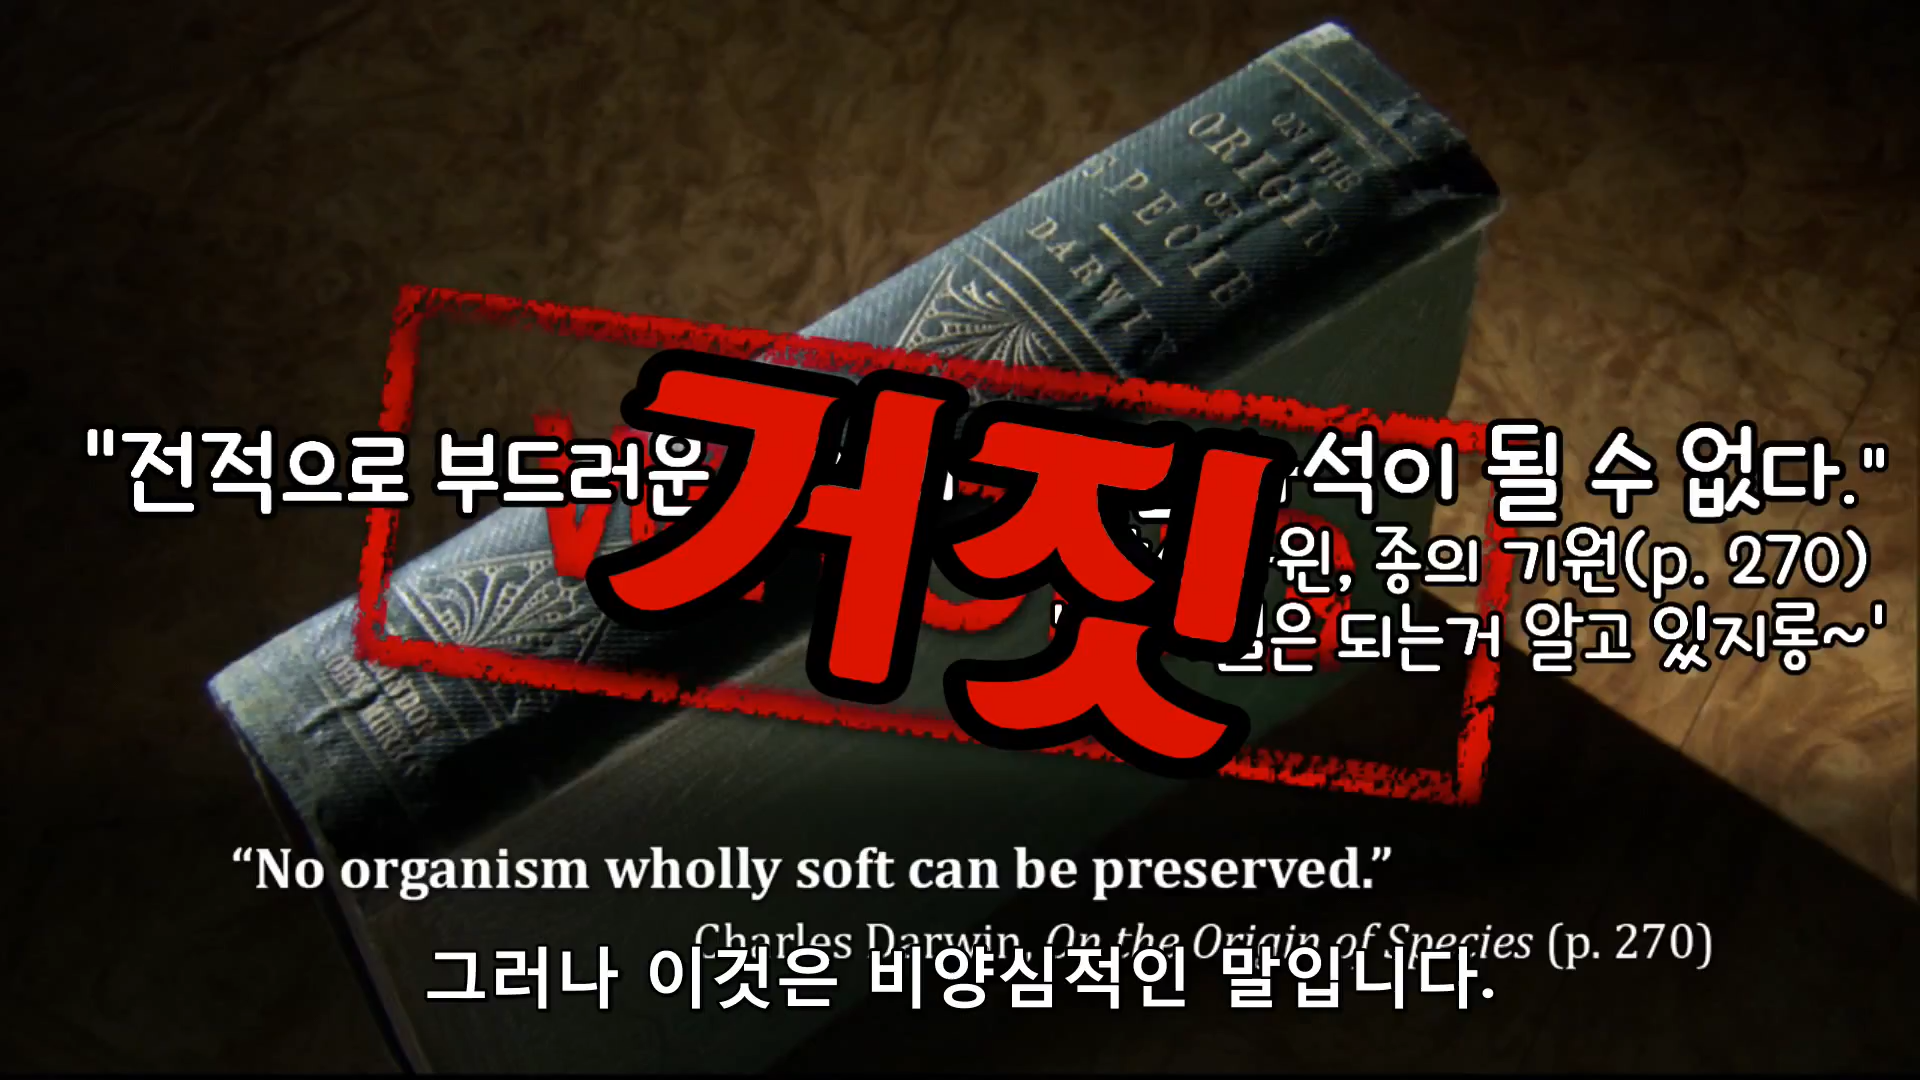 ON THE
ORIGIN
OF
SPECIE
DARWIN
"전적으로 부드러운 석이 될 수 없다."
거짓
종의 기원(p. 270)
되는거 알고 있지롱~'
LONDON
“No organism wholly soft can be preserved.”
Charles Darwin, On the Origin of Species (p. 270)
그러나 이것은 비양심적인 말입니다.